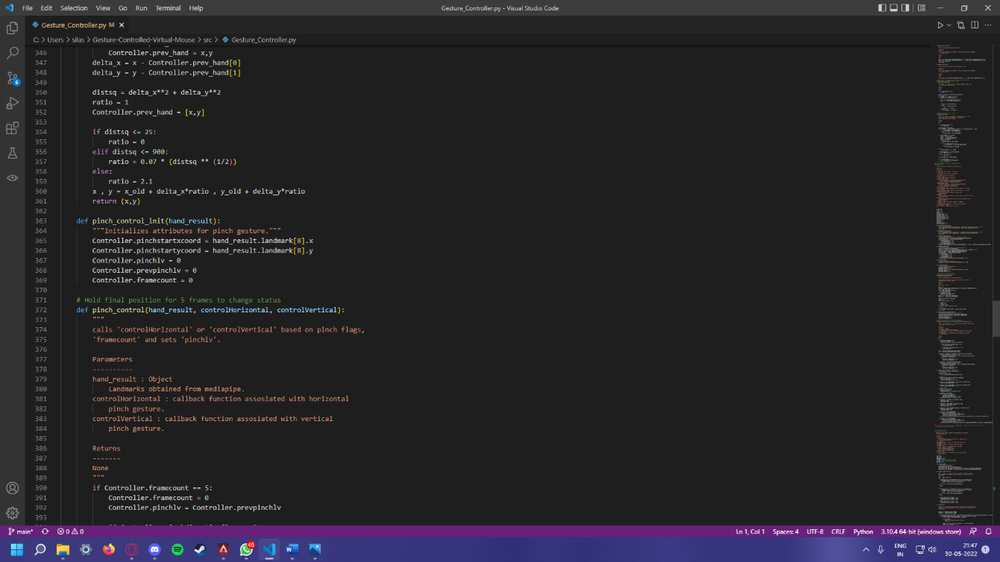 File Edit Selection View Go Run Terminal Help
Gesture_Controller.py - Visual Studio Code
Gesture_Controller.py M
C: > Users > silas > Gesture-Controlled-Virtual-Mouse > src > Gesture_Controller.py
346 Controller.prev_hand = x,y
347 delta_x = x - Controller.prev_hand[0]
348 delta_y = y - Controller.prev_hand[1]
349
350 distsq = delta_x**2 + delta_y**2
351 ratio = 1
352 Controller.prev_hand = [x,y]
353
354 if distsq <= 25:
355 ratio = 0
356 elif distsq <= 900:
357 ratio = 0.07 * (distsq ** (1/2))
358 else:
359 ratio = 2.1
360 x , y = x_old + delta_x*ratio , y_old + delta_y*ratio
361 return (x,y)
362
363 def pinch_control_init(hand_result):
364 """Initializes attributes for pinch gesture."""
365 Controller.pinchstartxcoord = hand_result.landmark[8].x
366 Controller.pinchstartycoord = hand_result.landmark[8].y
367 Controller.pinchlv = 0
368 Controller.prevpinchlv = 0
369 Controller.framecount = 0
370
371 # Hold final position for 5 frames to change status
372 def pinch_control(hand_result, controlHorizontal, controlVertical):
373 """
374 calls 'controlHorizontal' or 'controlVertical' based on pinch flags,
375 'framecount' and sets 'pinchlv'.
376
377 Parameters
378 ----------
379 hand_result : Object
380 Landmarks obtained from mediapipe.
381 controlHorizontal : callback function assosiated with horizontal
382 pinch gesture.
383 controlVertical : callback function assosiated with vertical
384 pinch gesture.
385
386 Returns
387 -------
388 None
389 """
390 if Controller.framecount == 5:
391 Controller.framecount = 0
392 Controller.pinchlv = Controller.prevpinchlv
393
6
main* 0 0
Ln 1, Col 1 Spaces: 4 UTF-8 CRLF Python 3.10.4 64-bit (windows store)
46
ENG
IN
21:47
30-05-2022
1